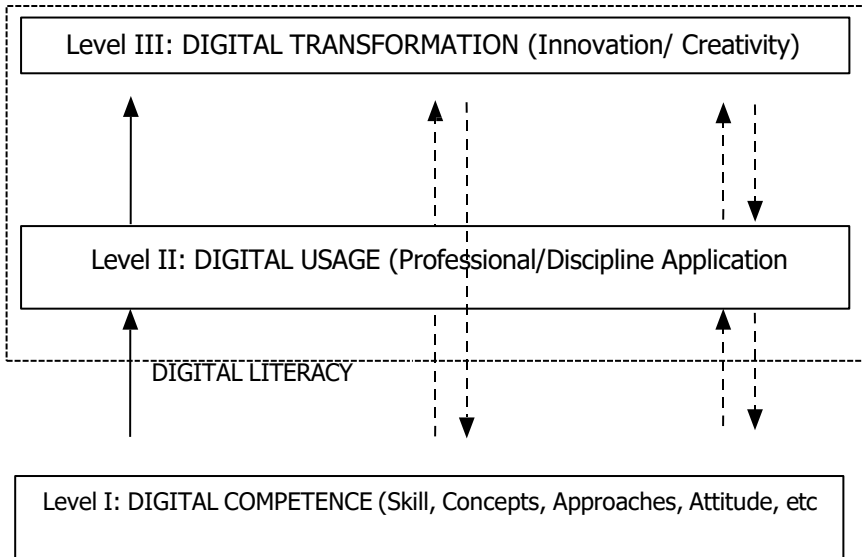 Level III: DIGITAL TRANSFORMATION (Innovation/ Creativity)
Level II: DIGITAL USAGE (Professional/Discipline Application
DIGITAL LITERACY
Level I: DIGITAL COMPETENCE (Skill, Concepts, Approaches, Attitude, etc